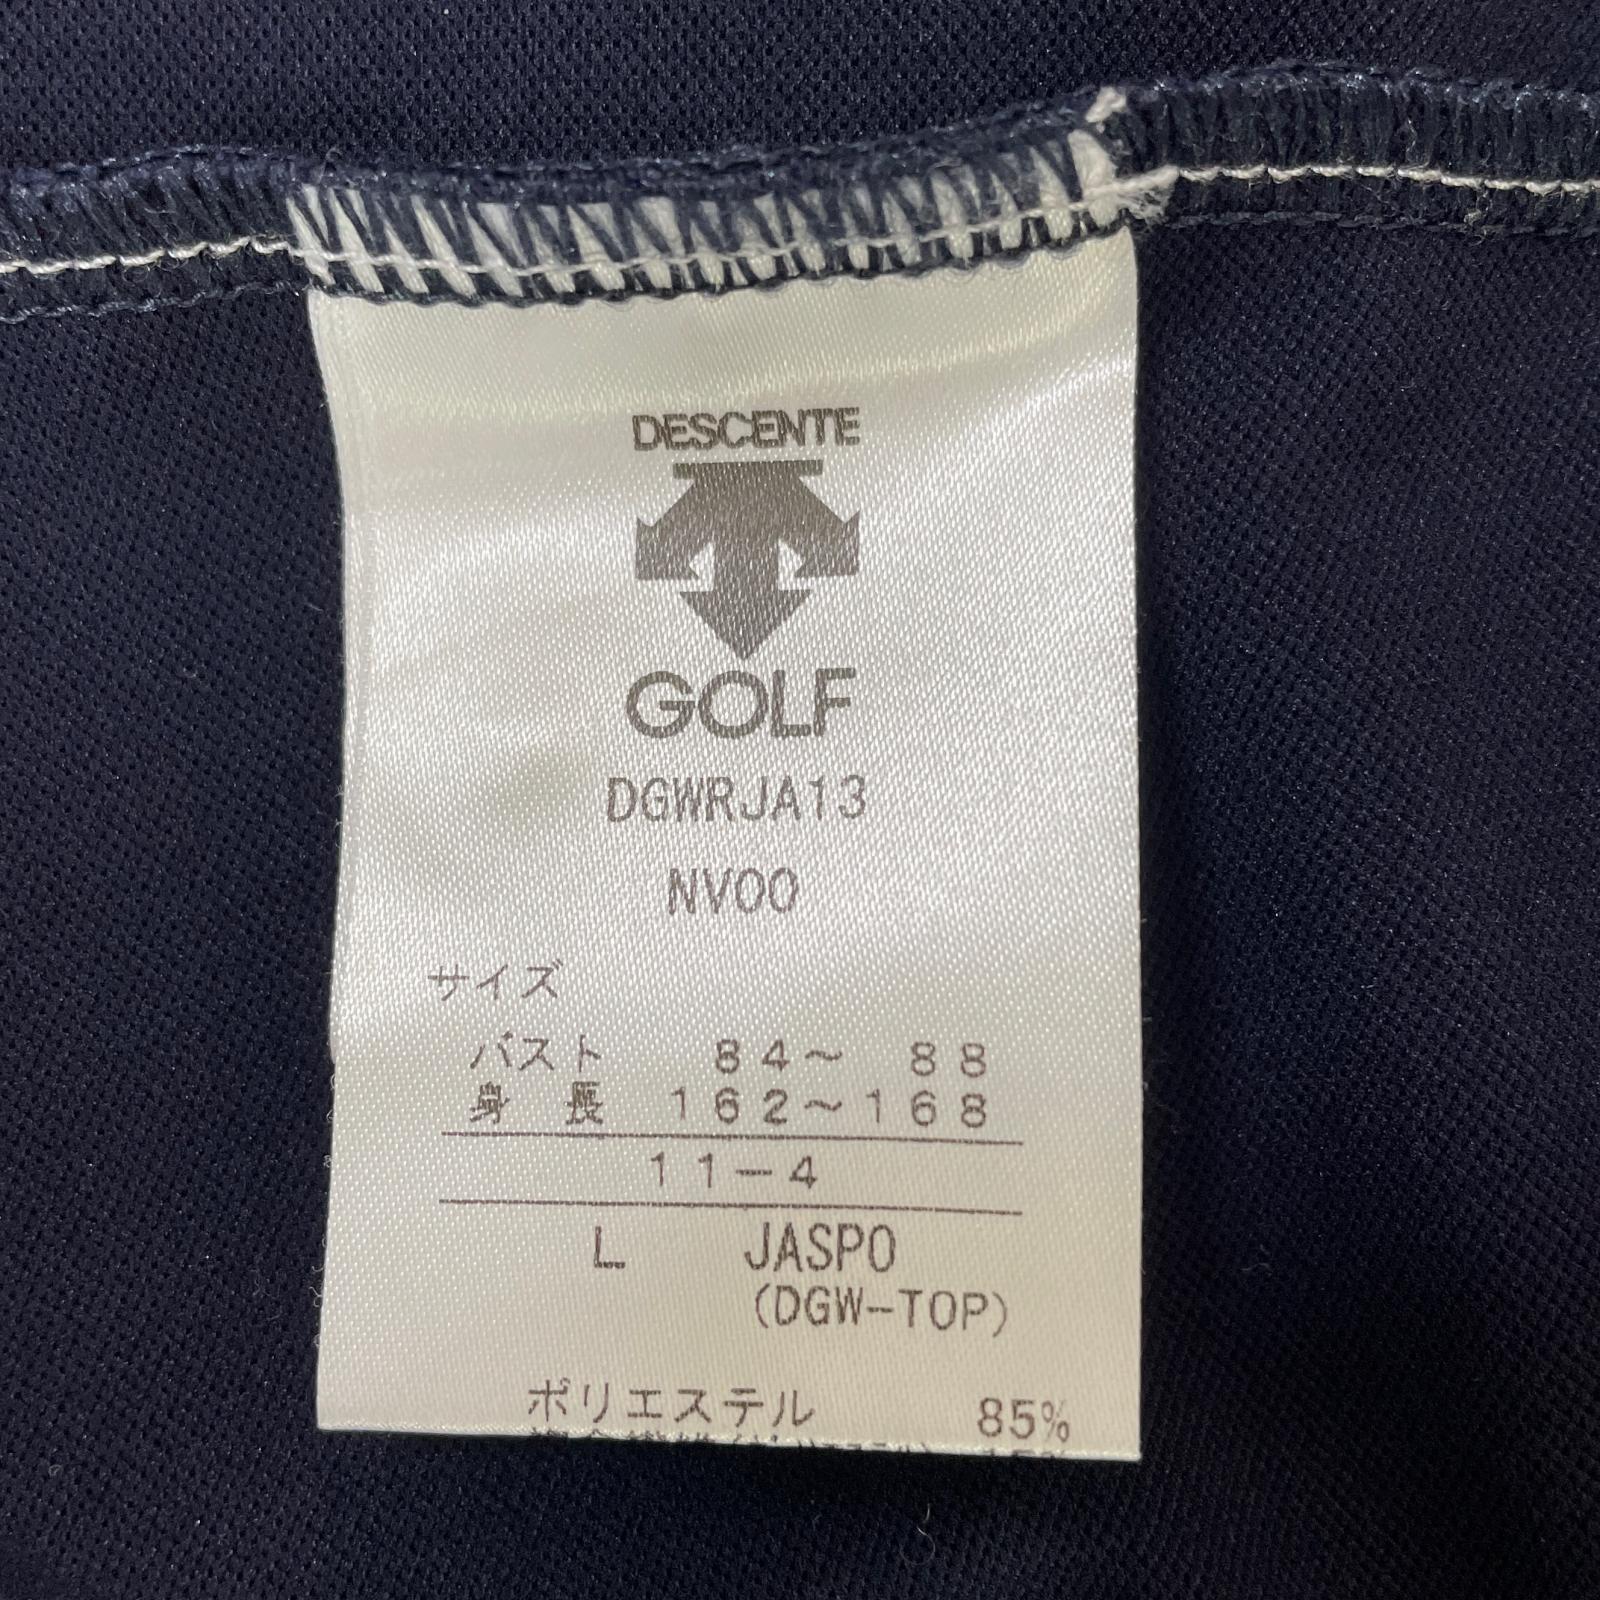 DESCENTE
GOLF
DGWRJA13
NV00
サイズ
バスト 84～ 88
身 長 162～168
11-4
L JASPO
(DGW-TOP)
ポリエステル 85%